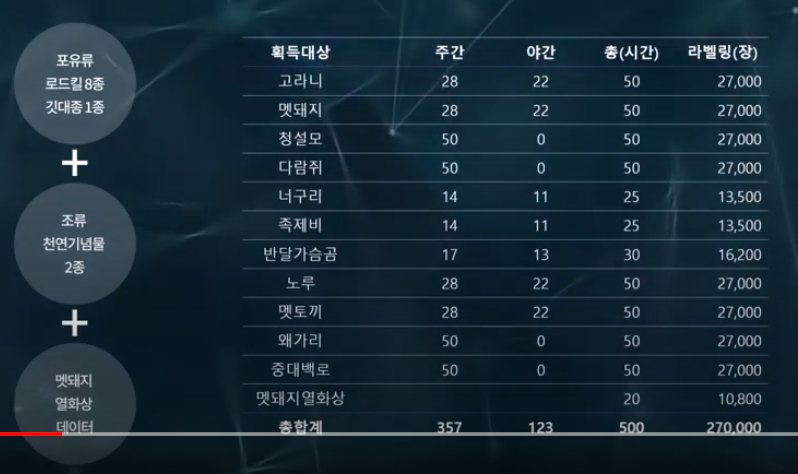 포유류
로드킬 8종
깃대종 1종
+
조류
천연기념물
2종
+
멧돼지
열화상
데이터
획득대상 주간 야간 총(시간) 라벨링(장)
고라니 28 22 50 27,000
멧돼지 28 22 50 27,000
청설모 50 0 50 27,000
다람쥐 50 0 50 27,000
너구리 14 11 25 13,500
족제비 14 11 25 13,500
반달가슴곰 17 13 30 16,200
노루 28 22 50 27,000
멧토끼 28 22 50 27,000
왜가리 50 0 50 27,000
중대백로 50 0 50 27,000
멧돼지열화상 20 10,800
총합계 357 123 500 270,000